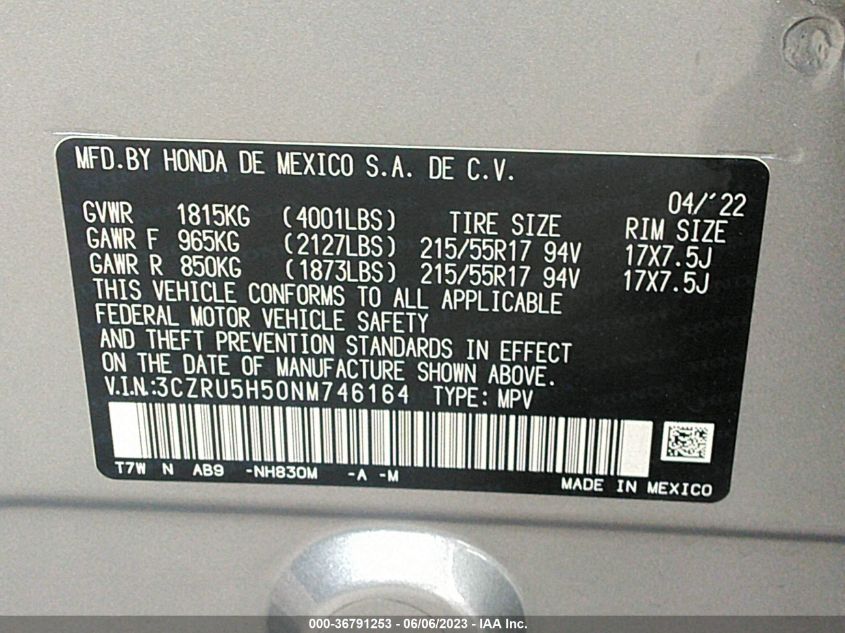 MFD.BY HONDA DE MEXICO S.A. DE C.V.
04/'22
GVWR 1815KG (4001LBS) TIRE SIZE RIM SIZE
GAWR F 965KG (2127LBS) 215/55R17 94V 17X7.5J
GAWR R 850KG (1873LBS) 215/55R17 94V 17X7.5J
THIS VEHICLE CONFORMS TO ALL APPLICABLE
FEDERAL MOTOR VEHICLE SAFETY
AND THEFT PREVENTION STANDARDS IN EFFECT
ON THE DATE OF MANUFACTURE SHOWN ABOVE.
V.I.N.:3CZRU5H50NM746164 TYPE: MPV
T7W N AB9 -NH830M -A -M
MADE IN MEXICO
000-36791253 | 06/06/2023 | © IAA Inc.